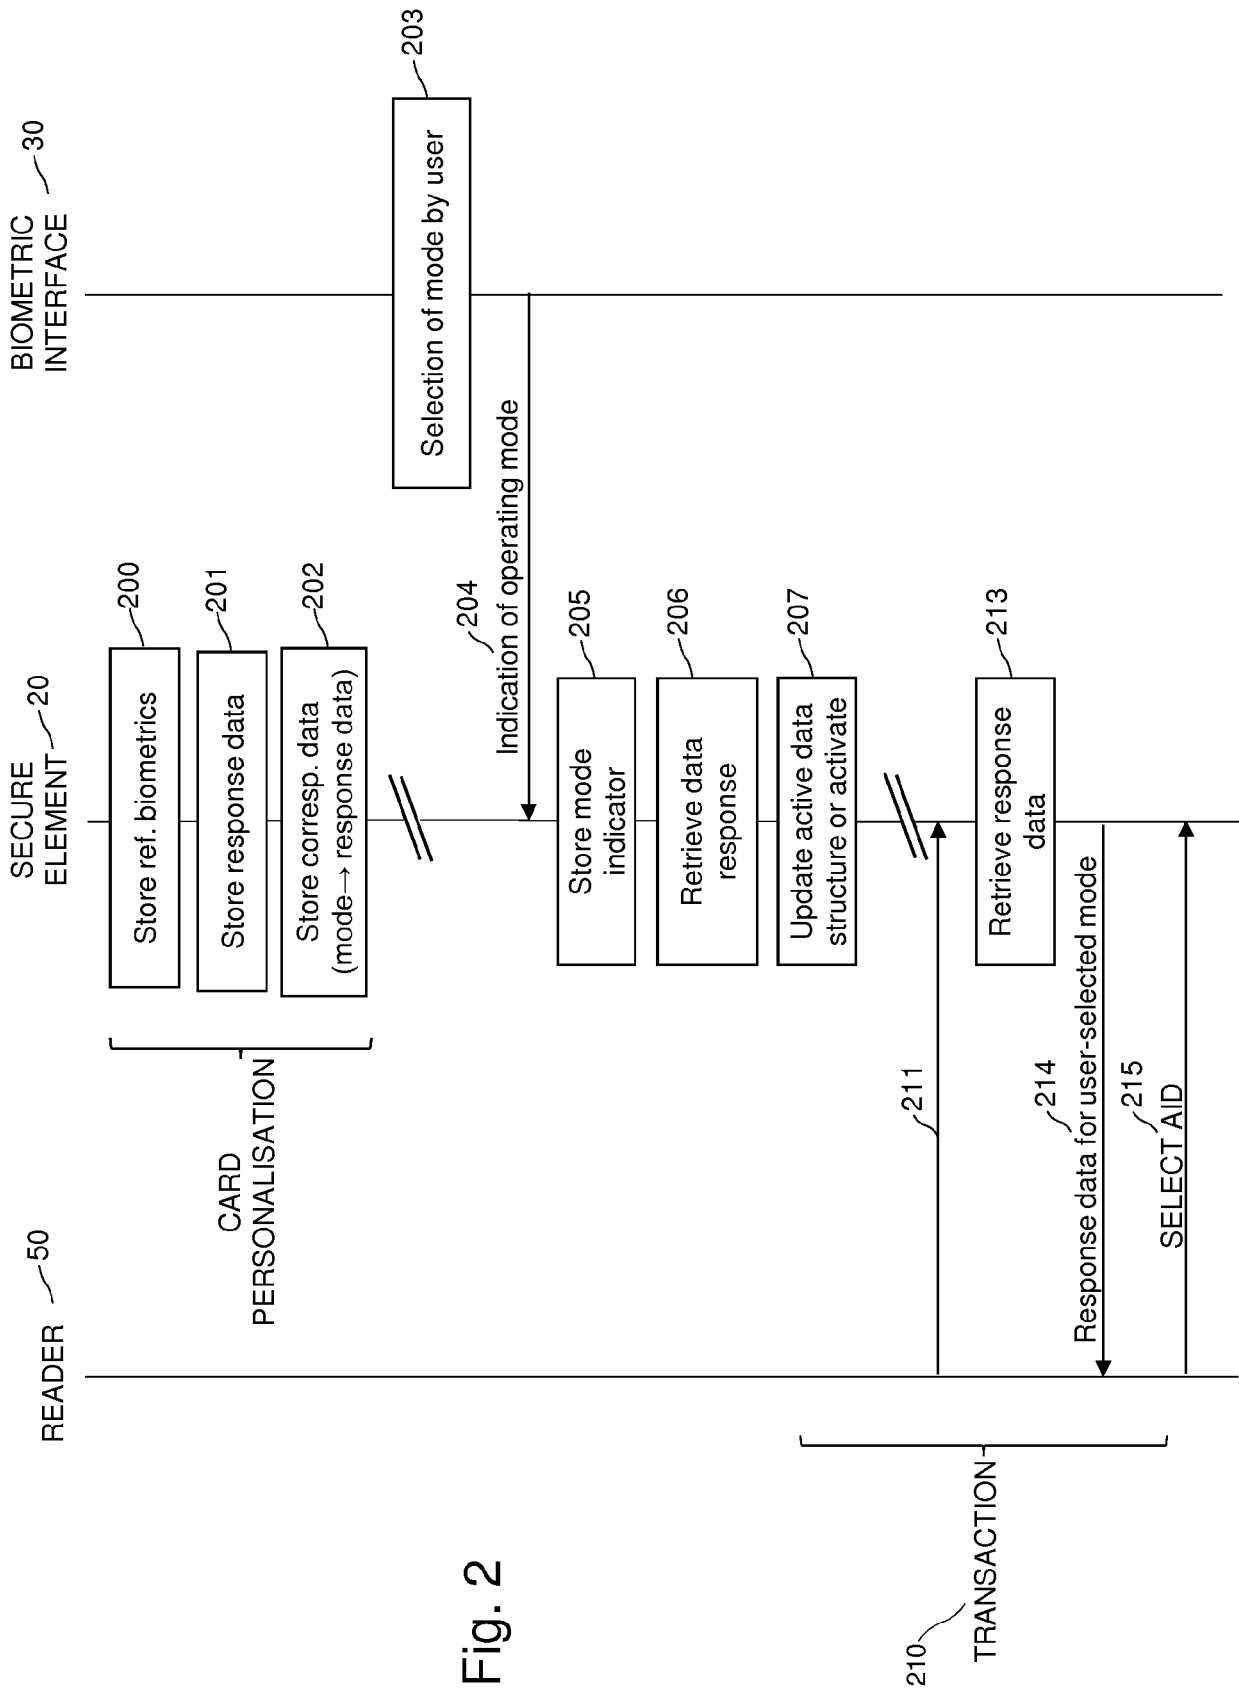 READER
50
SECURE
ELEMENT
20
BIOMETRIC
INTERFACE
30
CARD
PERSONALISATION
Store ref. biometrics
200
Store response data
201
Store corresp. data
(mode→ response data)
202
Selection of mode by user
203
204
Indication of operating mode
Store mode
indicator
205
Retrieve data
response
206
Update active data
structure or activate
207
210
TRANSACTION
211
Retrieve response
data
213
214
Response data for user-selected mode
215
SELECT AID
Fig. 2